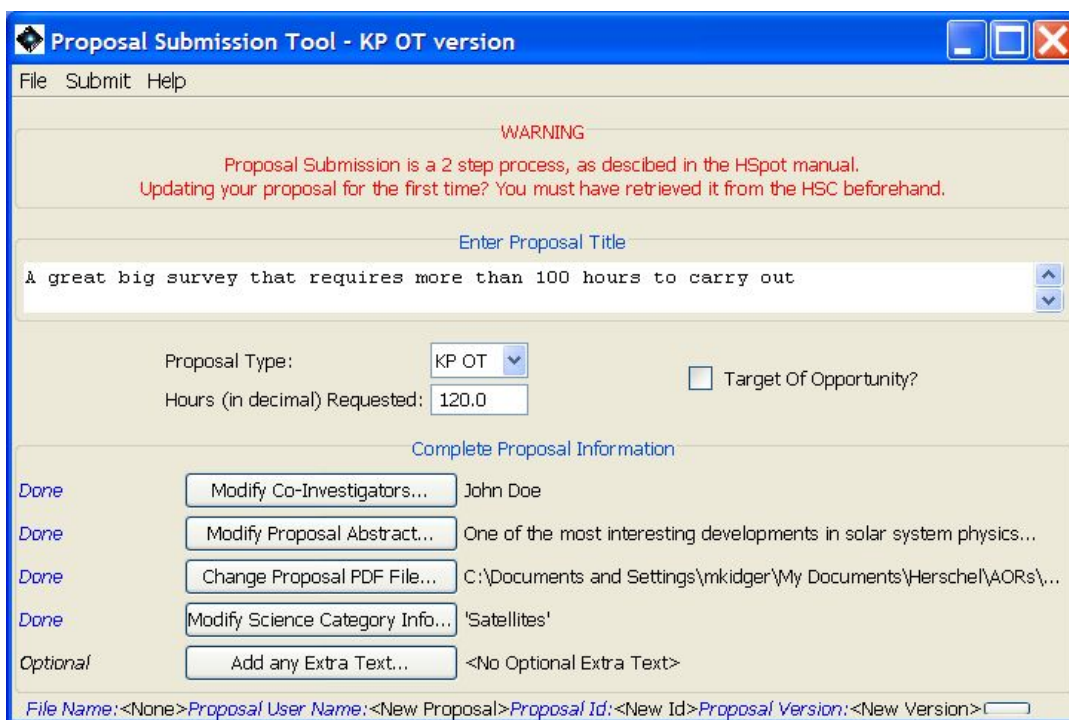 Proposal Submission Tool - KP OT version
File Submit Help
WARNING
Proposal Submission is a 2 step process, as descibed in the HSpot manual.
Updating your proposal for the first time? You must have retrieved it from the HSC beforehand.
Enter Proposal Title
A great big survey that requires more than 100 hours to carry out
Proposal Type: KP OT
Target Of Opportunity?
Hours (in decimal) Requested: 120.0
Complete Proposal Information
Done Modify Co-Investigators... John Doe
Done Modify Proposal Abstract... One of the most interesting developments in solar system physics...
Done Change Proposal PDF File... C:\Documents and Settings\mkidger\My Documents\Herschel\AORs\...
Done Modify Science Category Info... 'Satellites'
Optional Add any Extra Text... <No Optional Extra Text>
File Name:<None>Proposal User Name:<New Proposal>Proposal Id:<New Id>Proposal Version:<New Version>